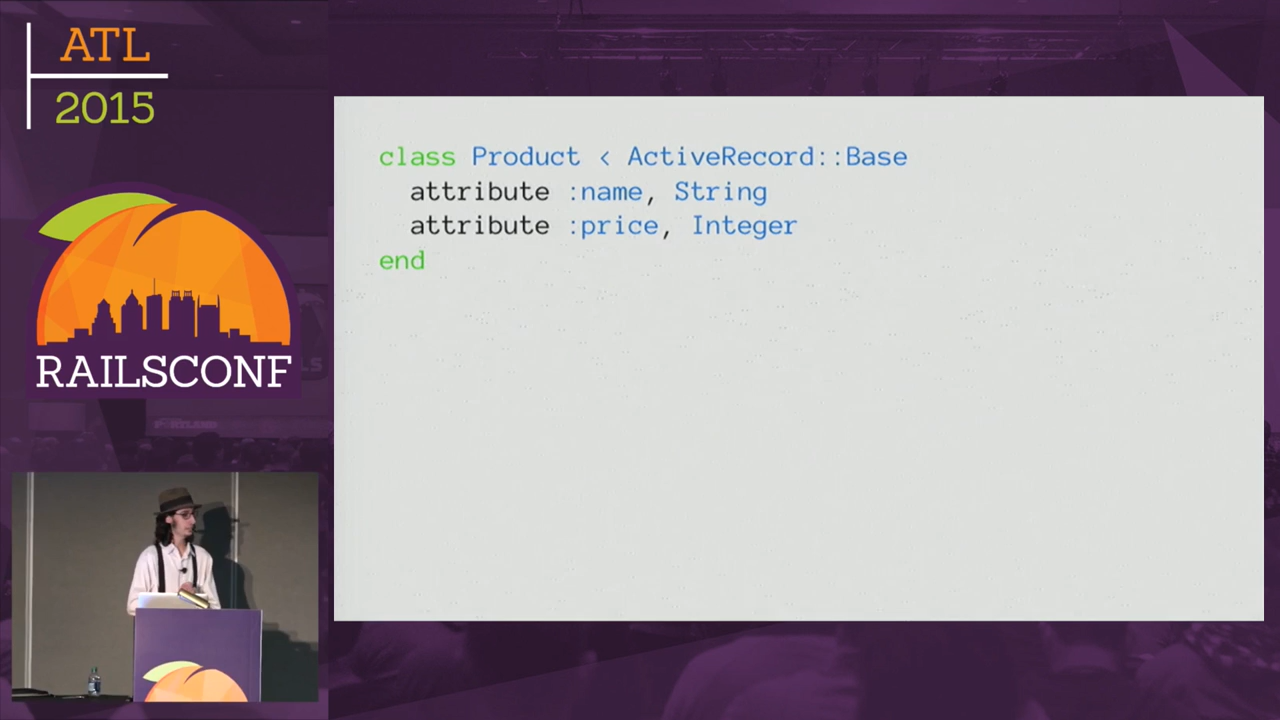 ATL
2015
RAILSCONF
class Product < ActiveRecord::Base
  attribute :name, String
  attribute :price, Integer
end